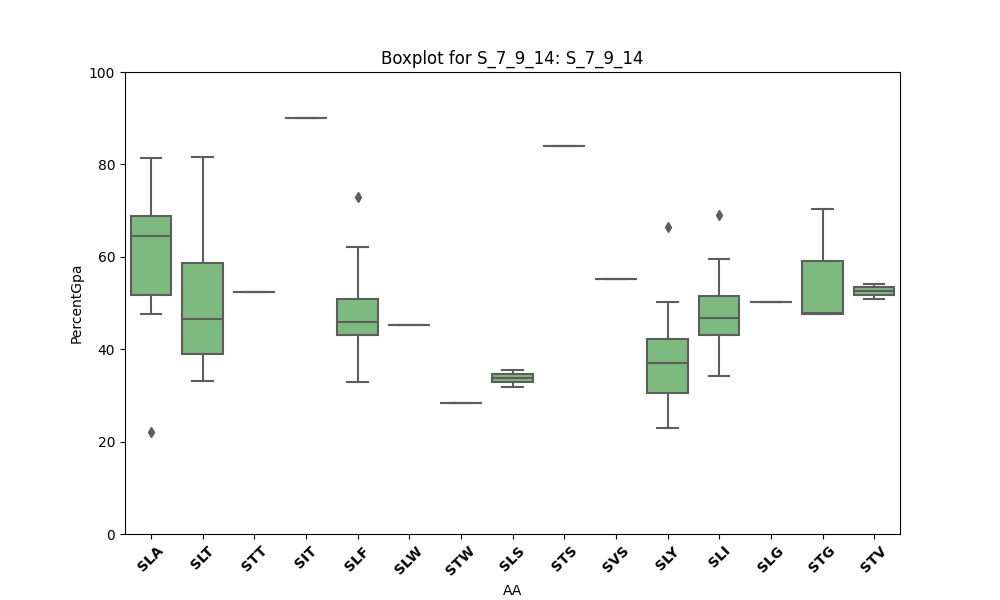 Boxplot for S_7_9_14: S_7_9_14
100
80
60
40
20
0
PercentGpa
SLA
SLT
STT
SIT
SLF
SLW
STW
SLS
STS
SVS
SLY
SLI
SLG
STG
STV
AA